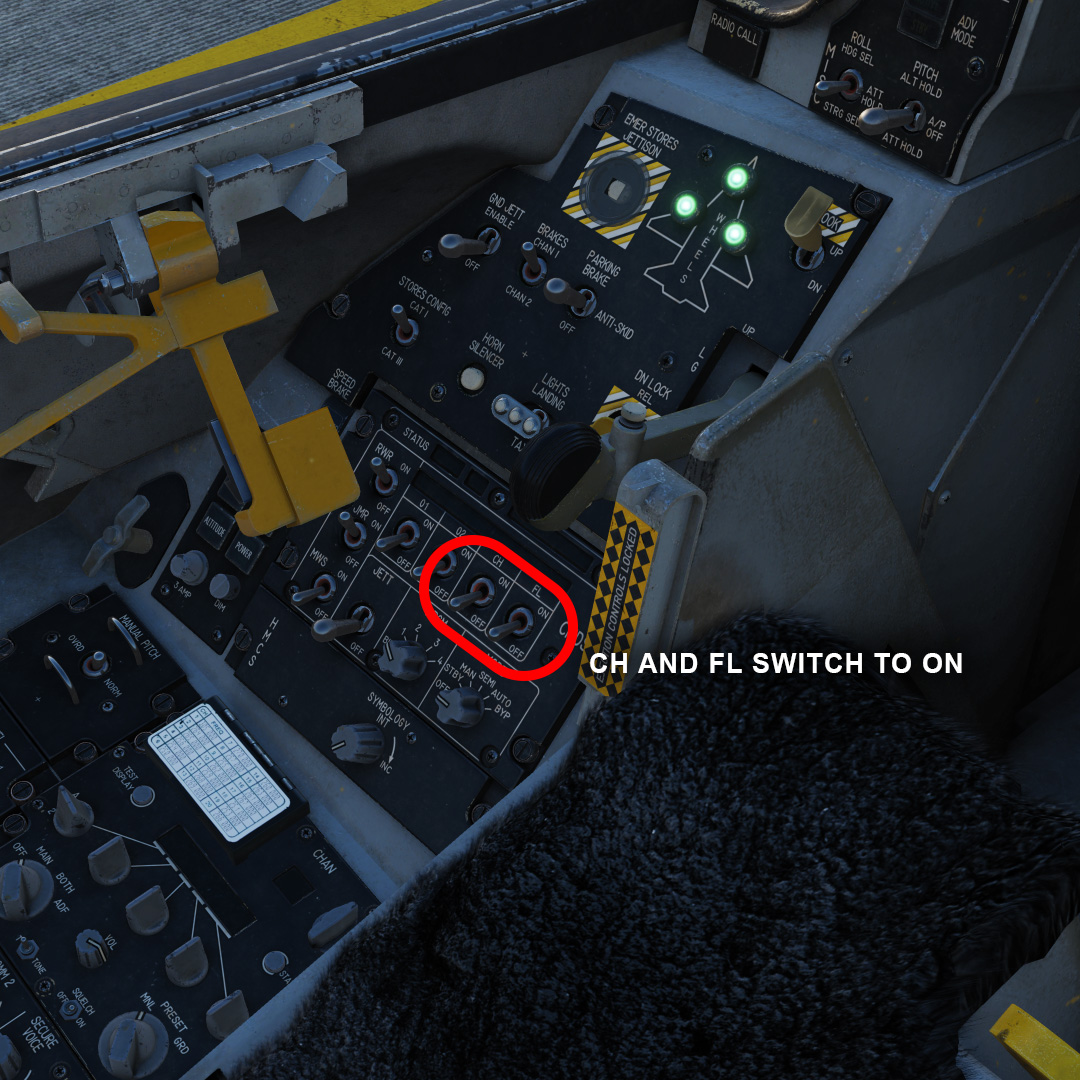 RADIO CALL
ADV
MODE
ROLL
HDG SEL
MISC
ATT
HOLD
STRG SEL
PITCH
ALT HOLD
A/P
OFF
ATT HOLD
EMER STORES
JETTISON
WHEELS
UP
DN
GND JETT
ENABLE
OFF
BRAKES
CHAN 1
CHAN 2
PARKING
BRAKE
ANTI-SKID
OFF
STORES CONFIG
CAT I
CAT III
HORN
SILENCER
LIGHTS
LANDING
UP
LG
DN LOCK
REL
SPEED
BRAKE
STATUS
RWR
ON
OFF
JMR
ON
OFF
MWS
ON
OFF
01
ON
02
ON
OFF
CH
ON
OFF
FL
ON
OFF
JETT
OFF
2
3
4
MAN
SEMI
STBY
AUTO
OFF
BYP
CONTROLS LOCKED
CH AND FL SWITCH TO ON
ALTITUDE
POWER
3 AMP
DIM
HMCS
SYMBOLOGY
INT
INC
MANUAL PITCH
OVRD
NORM
TEST
DISPLAY
CHAN
OFF
MAIN
BOTH
ADF
VOL
TONE
SQUELCH
OFF
ON
MNL
PRESET
GRD
SECURE
VOICE